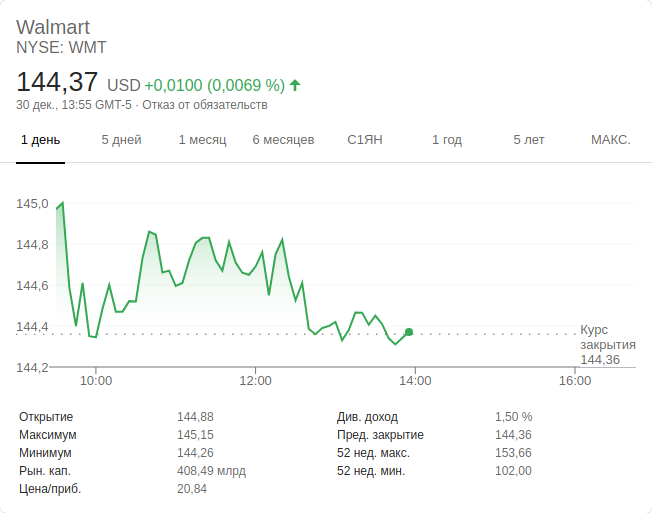 Walmart
NYSE: WMT
144,37 USD +0,0100 (0,0069 %)
30 дек., 13:55 GMT-5 · Отказ от обязательств
1 день 5 дней 1 месяц 6 месяцев С1ЯН 1 год 5 лет МАКС.
145,0
144,8
144,6
144,4
144,2
Курс
закрытия
144,36
10:00 12:00 14:00 16:00
Открытие 144,88 Див. доход 1,50 %
Максимум 145,15 Пред. закрытие 144,36
Минимум 144,26 52 нед. макс. 153,66
Рын. кап. 408,49 млрд 52 нед. мин. 102,00
Цена/приб. 20,84